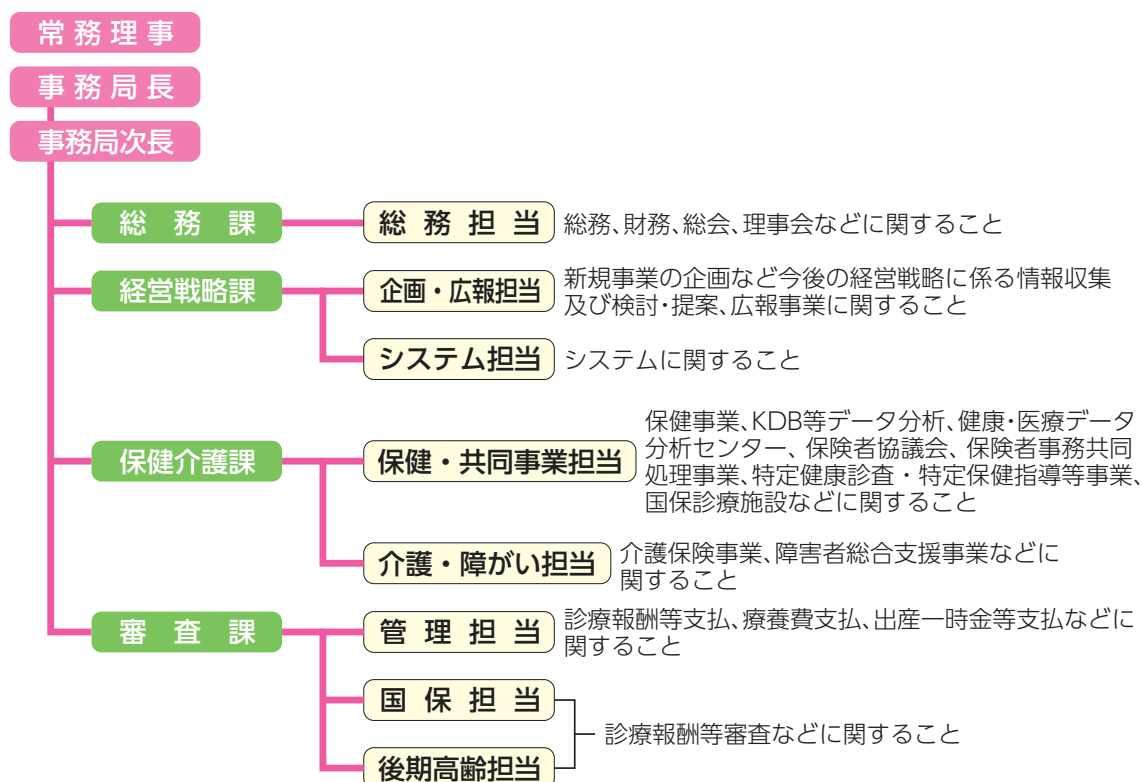 常務理事
事務局長
事務局次長
総務課
総務担当
総務、財務、総会、理事会などに関すること
経営戦略課
企画・広報担当
新規事業の企画など今後の経営戦略に係る情報収集
及び検討・提案、広報事業に関すること
システム担当
システムに関すること
保健介護課
保健・共同事業担当
保健事業、KDB等データ分析、健康・医療データ
分析センター、保険者協議会、保険者事務共同
処理事業、特定健康診査・特定保健指導等事業、
国保診療施設などに関すること
介護・障がい担当
介護保険事業、障害者総合支援事業などに
関すること
審査課
管理担当
診療報酬等支払、療養費支払、出産一時金等支払などに
関すること
国保担当
後期高齢担当
診療報酬等審査などに関すること